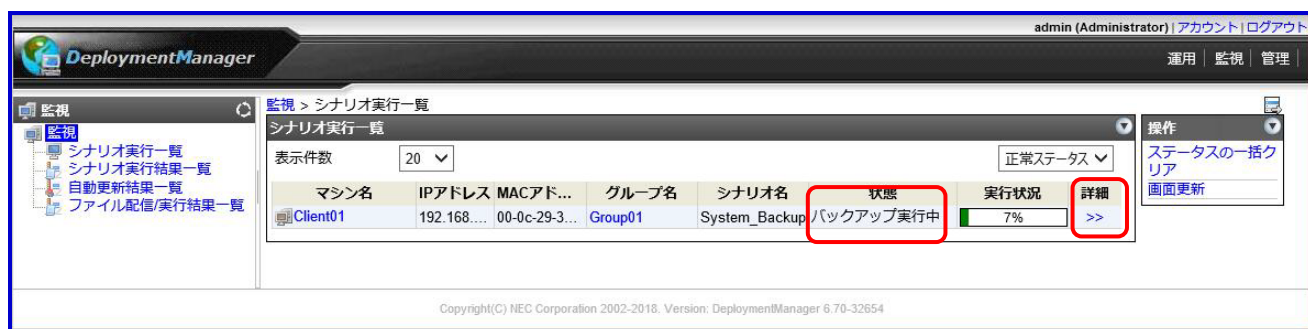 admin (Administrator) | アカウント | ログアウト
DeploymentManager
運用 | 監視 | 管理
監視
監視
シナリオ実行一覧
シナリオ実行結果一覧
自動更新結果一覧
ファイル配信/実行結果一覧
監視 > シナリオ実行一覧
シナリオ実行一覧
表示件数 20 正常ステータス
マシン名 IPアドレス MACアド... グループ名 シナリオ名 状態 実行状況 詳細
Client01 192.168.... 00-0c-29-3... Group01 System_Backup バックアップ実行中 7% >>
操作
ステータスの一括ク
リア
画面更新
Copyright(C) NEC Corporation 2002-2018. Version: DeploymentManager 6.70-32654